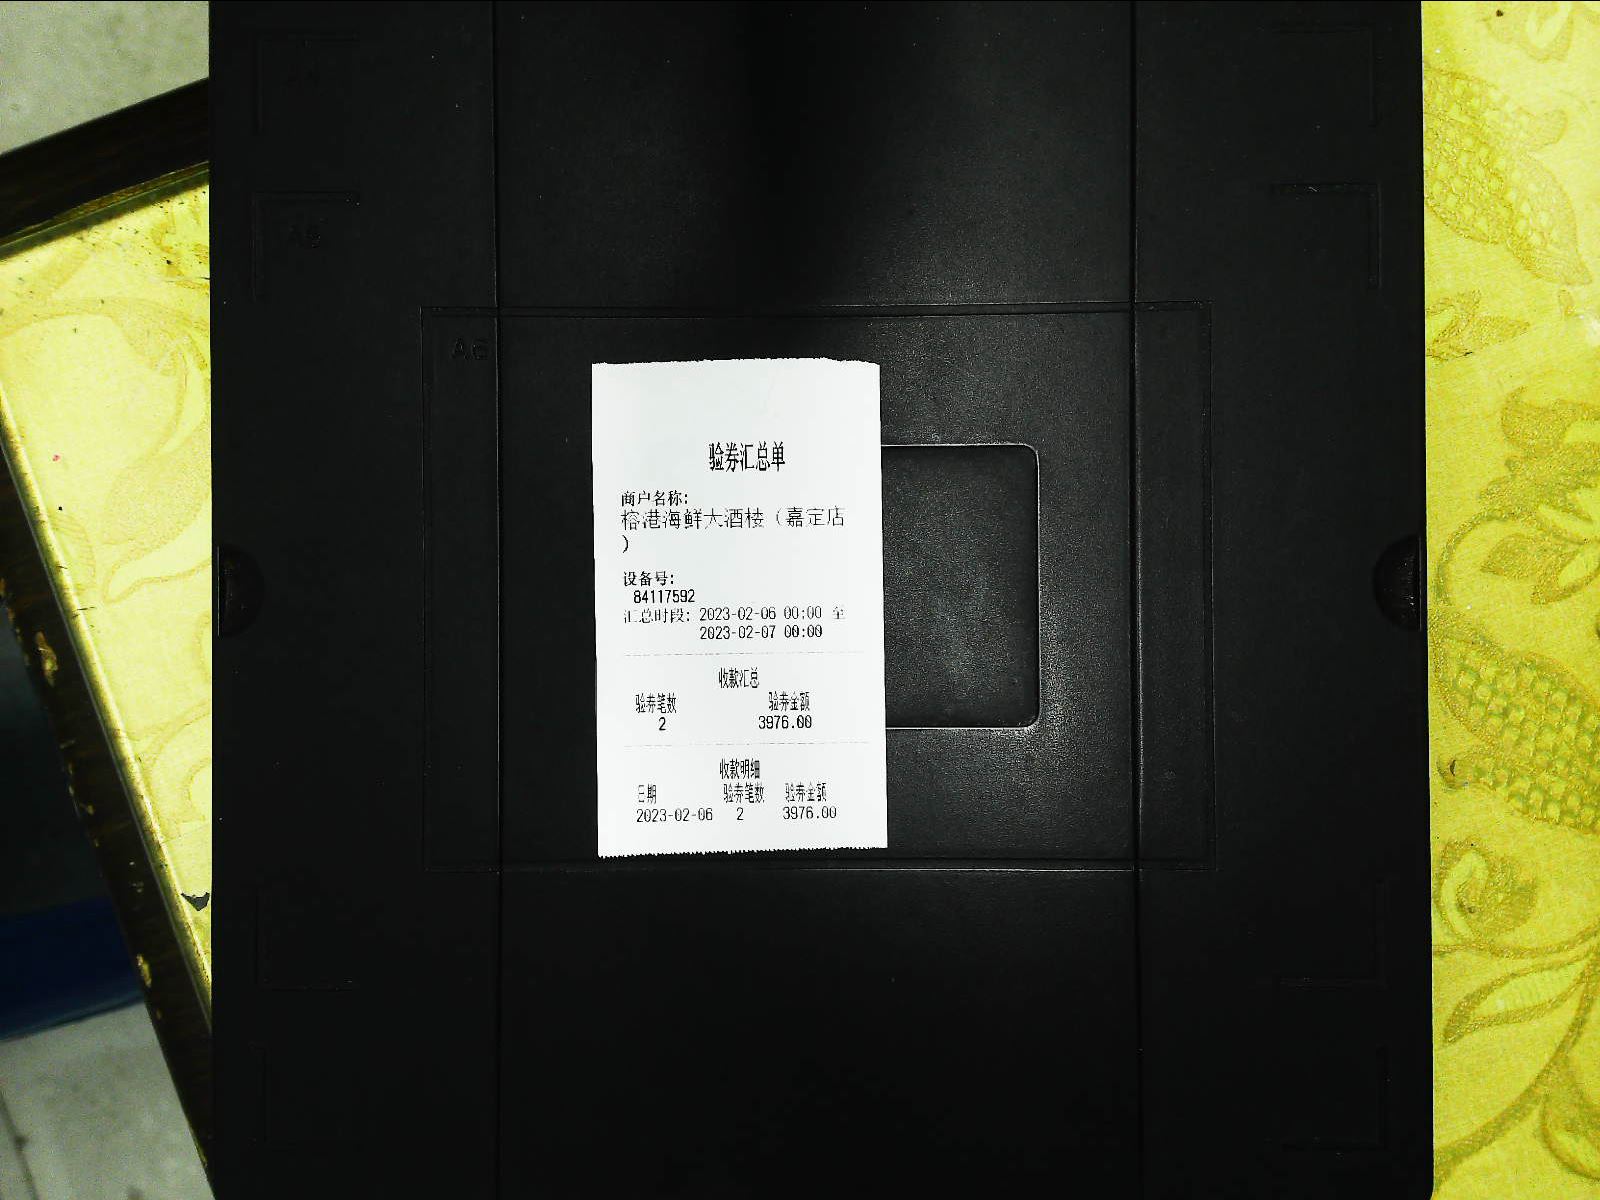 A5
A6
验券汇总单
商户名称:
榕港海鲜大酒楼（嘉定店
）
设备号:
84117592
汇总时段: 2023-02-06 00:00 至
2023-02-07 00:00
收款汇总
验券笔数 验券金额
2 3976.00
收款明细
日期 验券笔数 验券金额
2023-02-06 2 3976.00